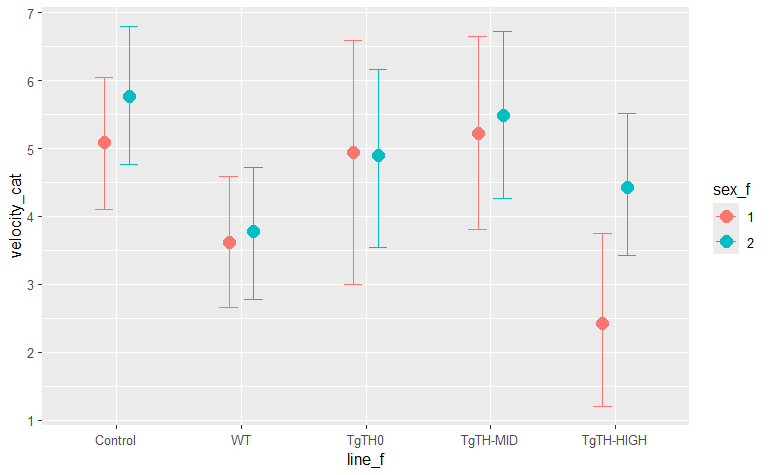 7
6
5
4
3
2
1
velocity_cat
Control WT TgTH0 TgTH-MID TgTH-HIGH
line_f
sex_f
1
2